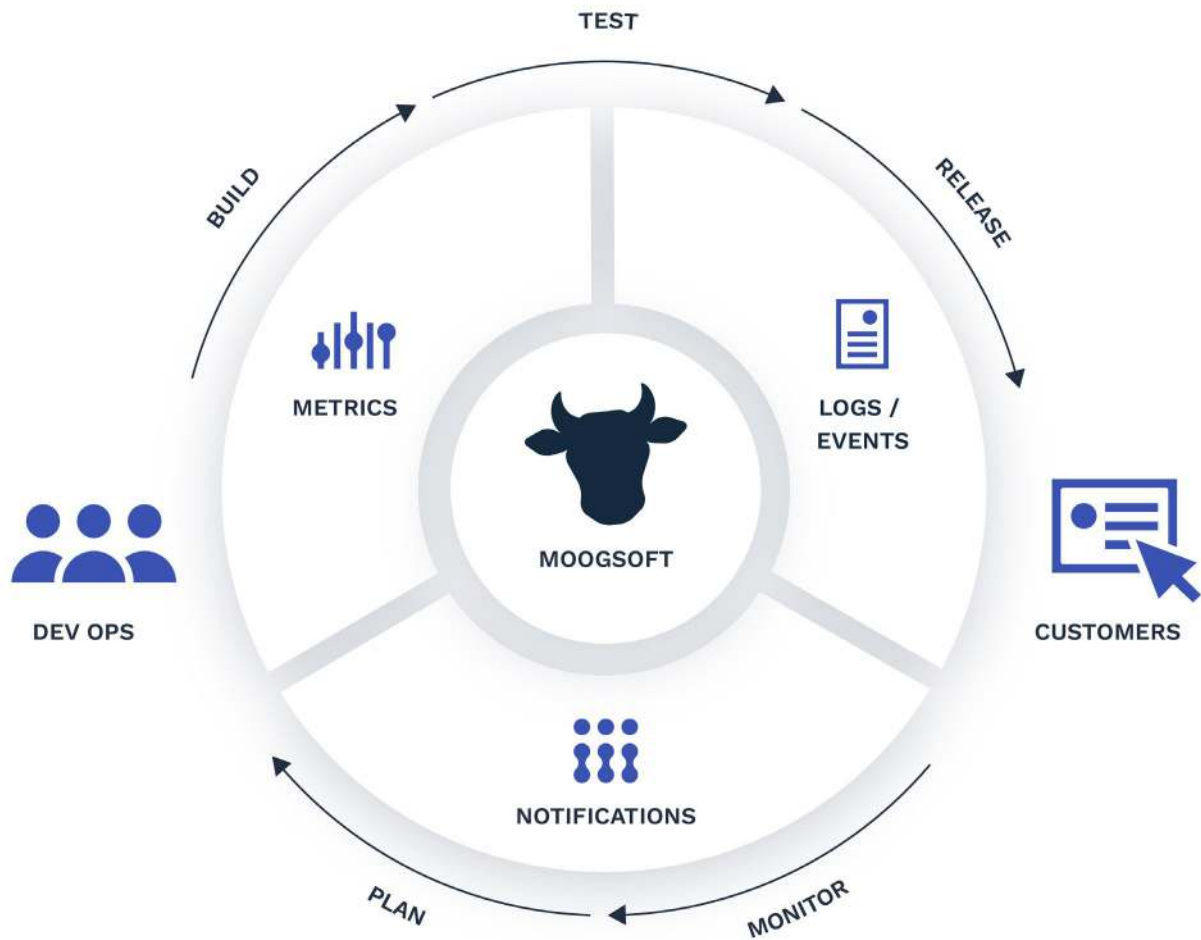 TEST
BUILD
RELEASE
METRICS
LOGS /
EVENTS
MOOGSOFT
DEV OPS
CUSTOMERS
NOTIFICATIONS
PLAN
MONITOR